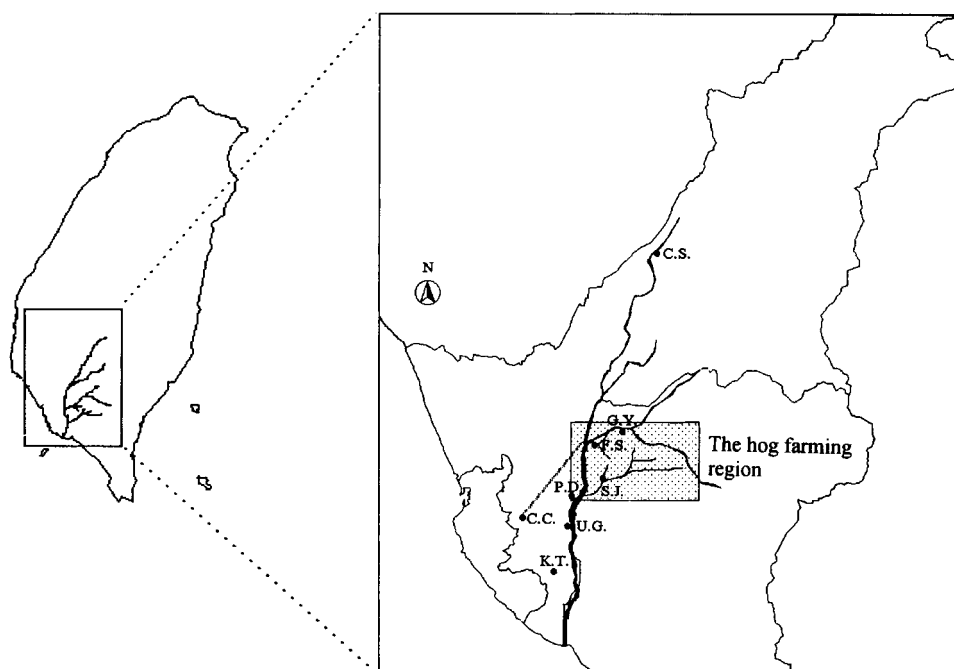 C.S.
N
G.Y.
F.S.
The hog farming
region
S.J.
P.D.
C.C.
U.G.
K.T.